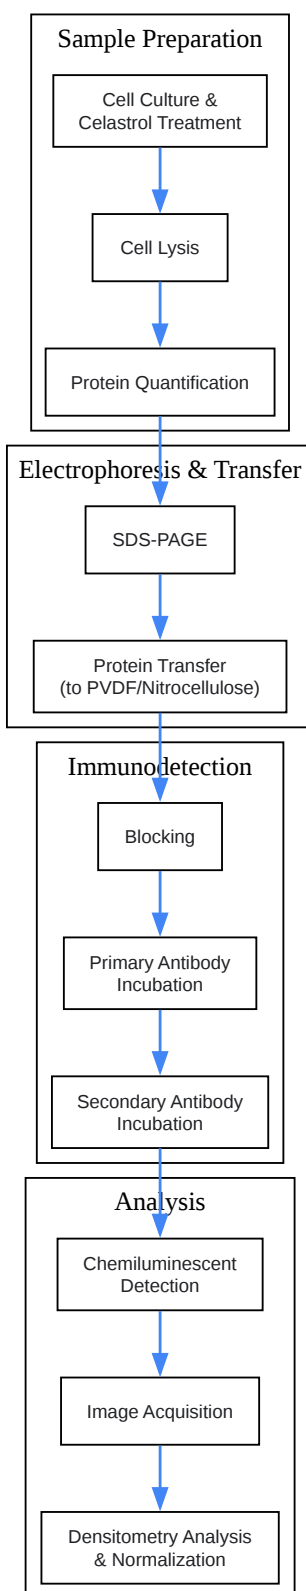 Sample Preparation
Cell Culture &
Celastrol Treatment
Cell Lysis
Protein Quantification
Electrophoresis & Transfer
SDS-PAGE
Protein Transfer
(to PVDF/Nitrocellulose)
Immunodetection
Blocking
Primary Antibody
Incubation
Secondary Antibody
Incubation
Analysis
Chemiluminescent
Detection
Image Acquisition
Densitometry Analysis
& Normalization